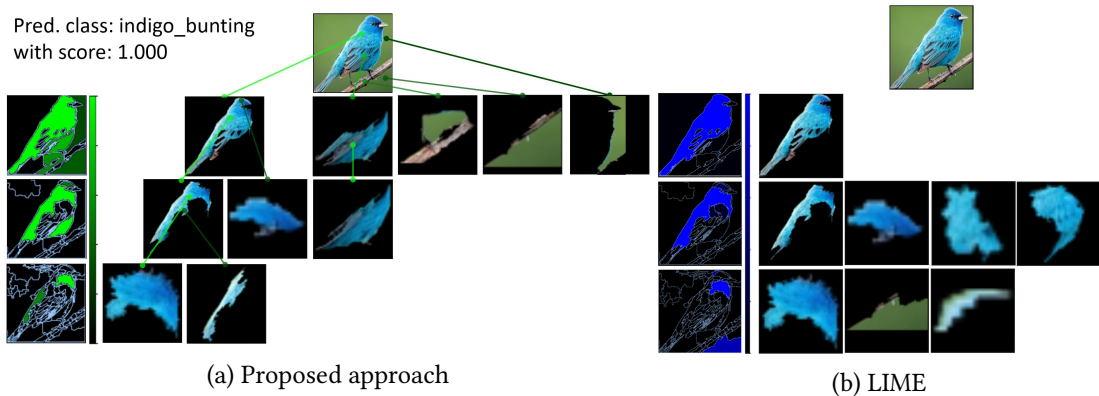 Pred. class: indigo_bunting
with score: 1.000
(a) Proposed approach
(b) LIME